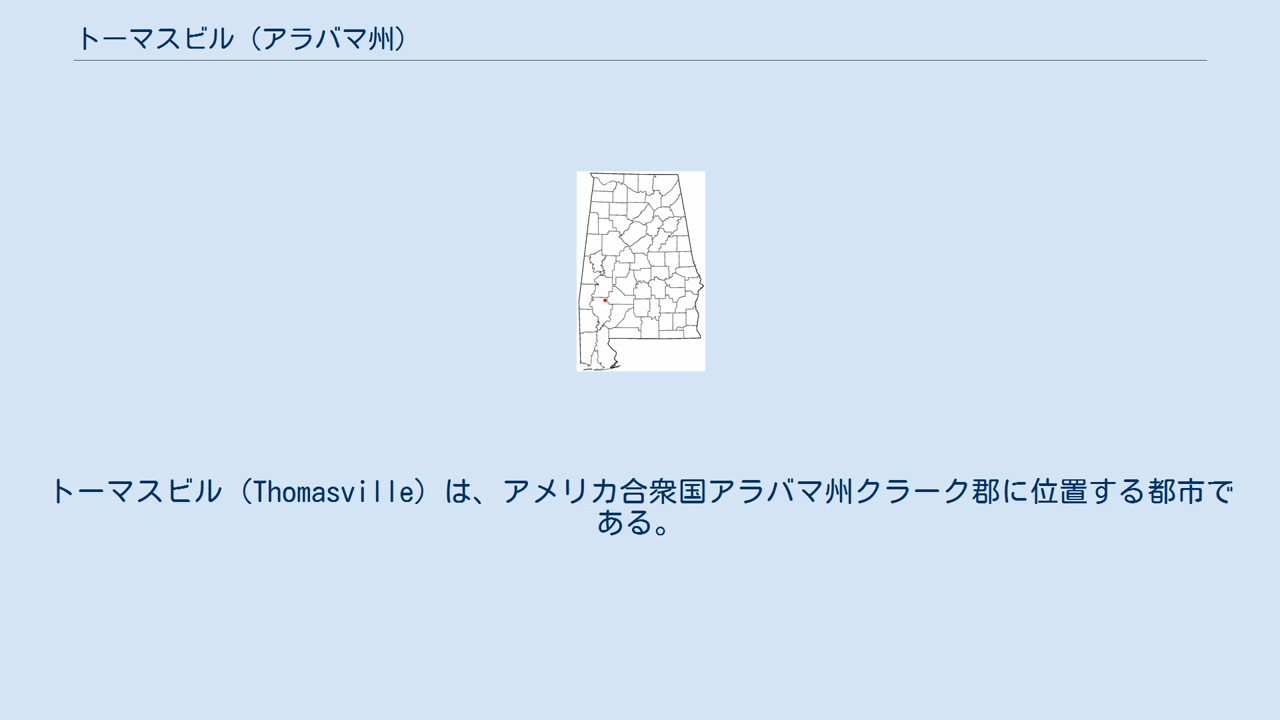 トーマスビル（アラバマ州）
トーマスビル（Thomasville）は、アメリカ合衆国アラバマ州クラーク郡に位置する都市で
ある。